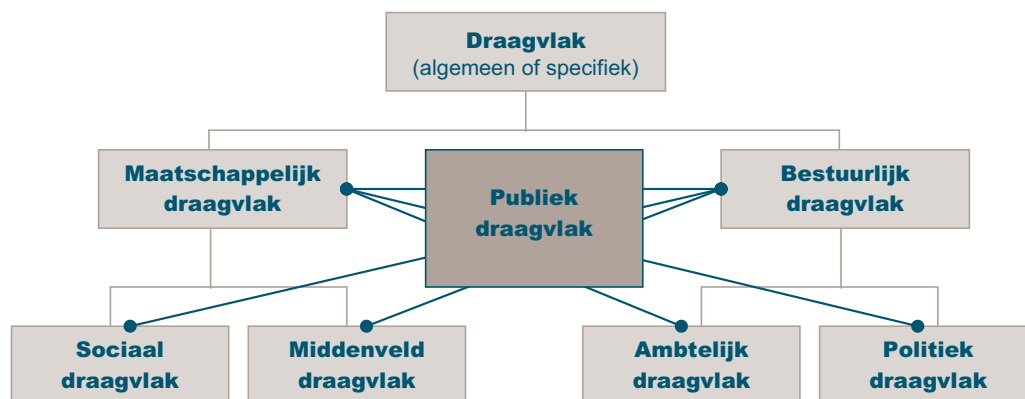 Draagvlak
(algemeen of specifiek)
Maatschappelijk
draagvlak
Publiek
draagvlak
Bestuurlijk
draagvlak
Sociaal
draagvlak
Middenveld
draagvlak
Ambtelijk
draagvlak
Politiek
draagvlak